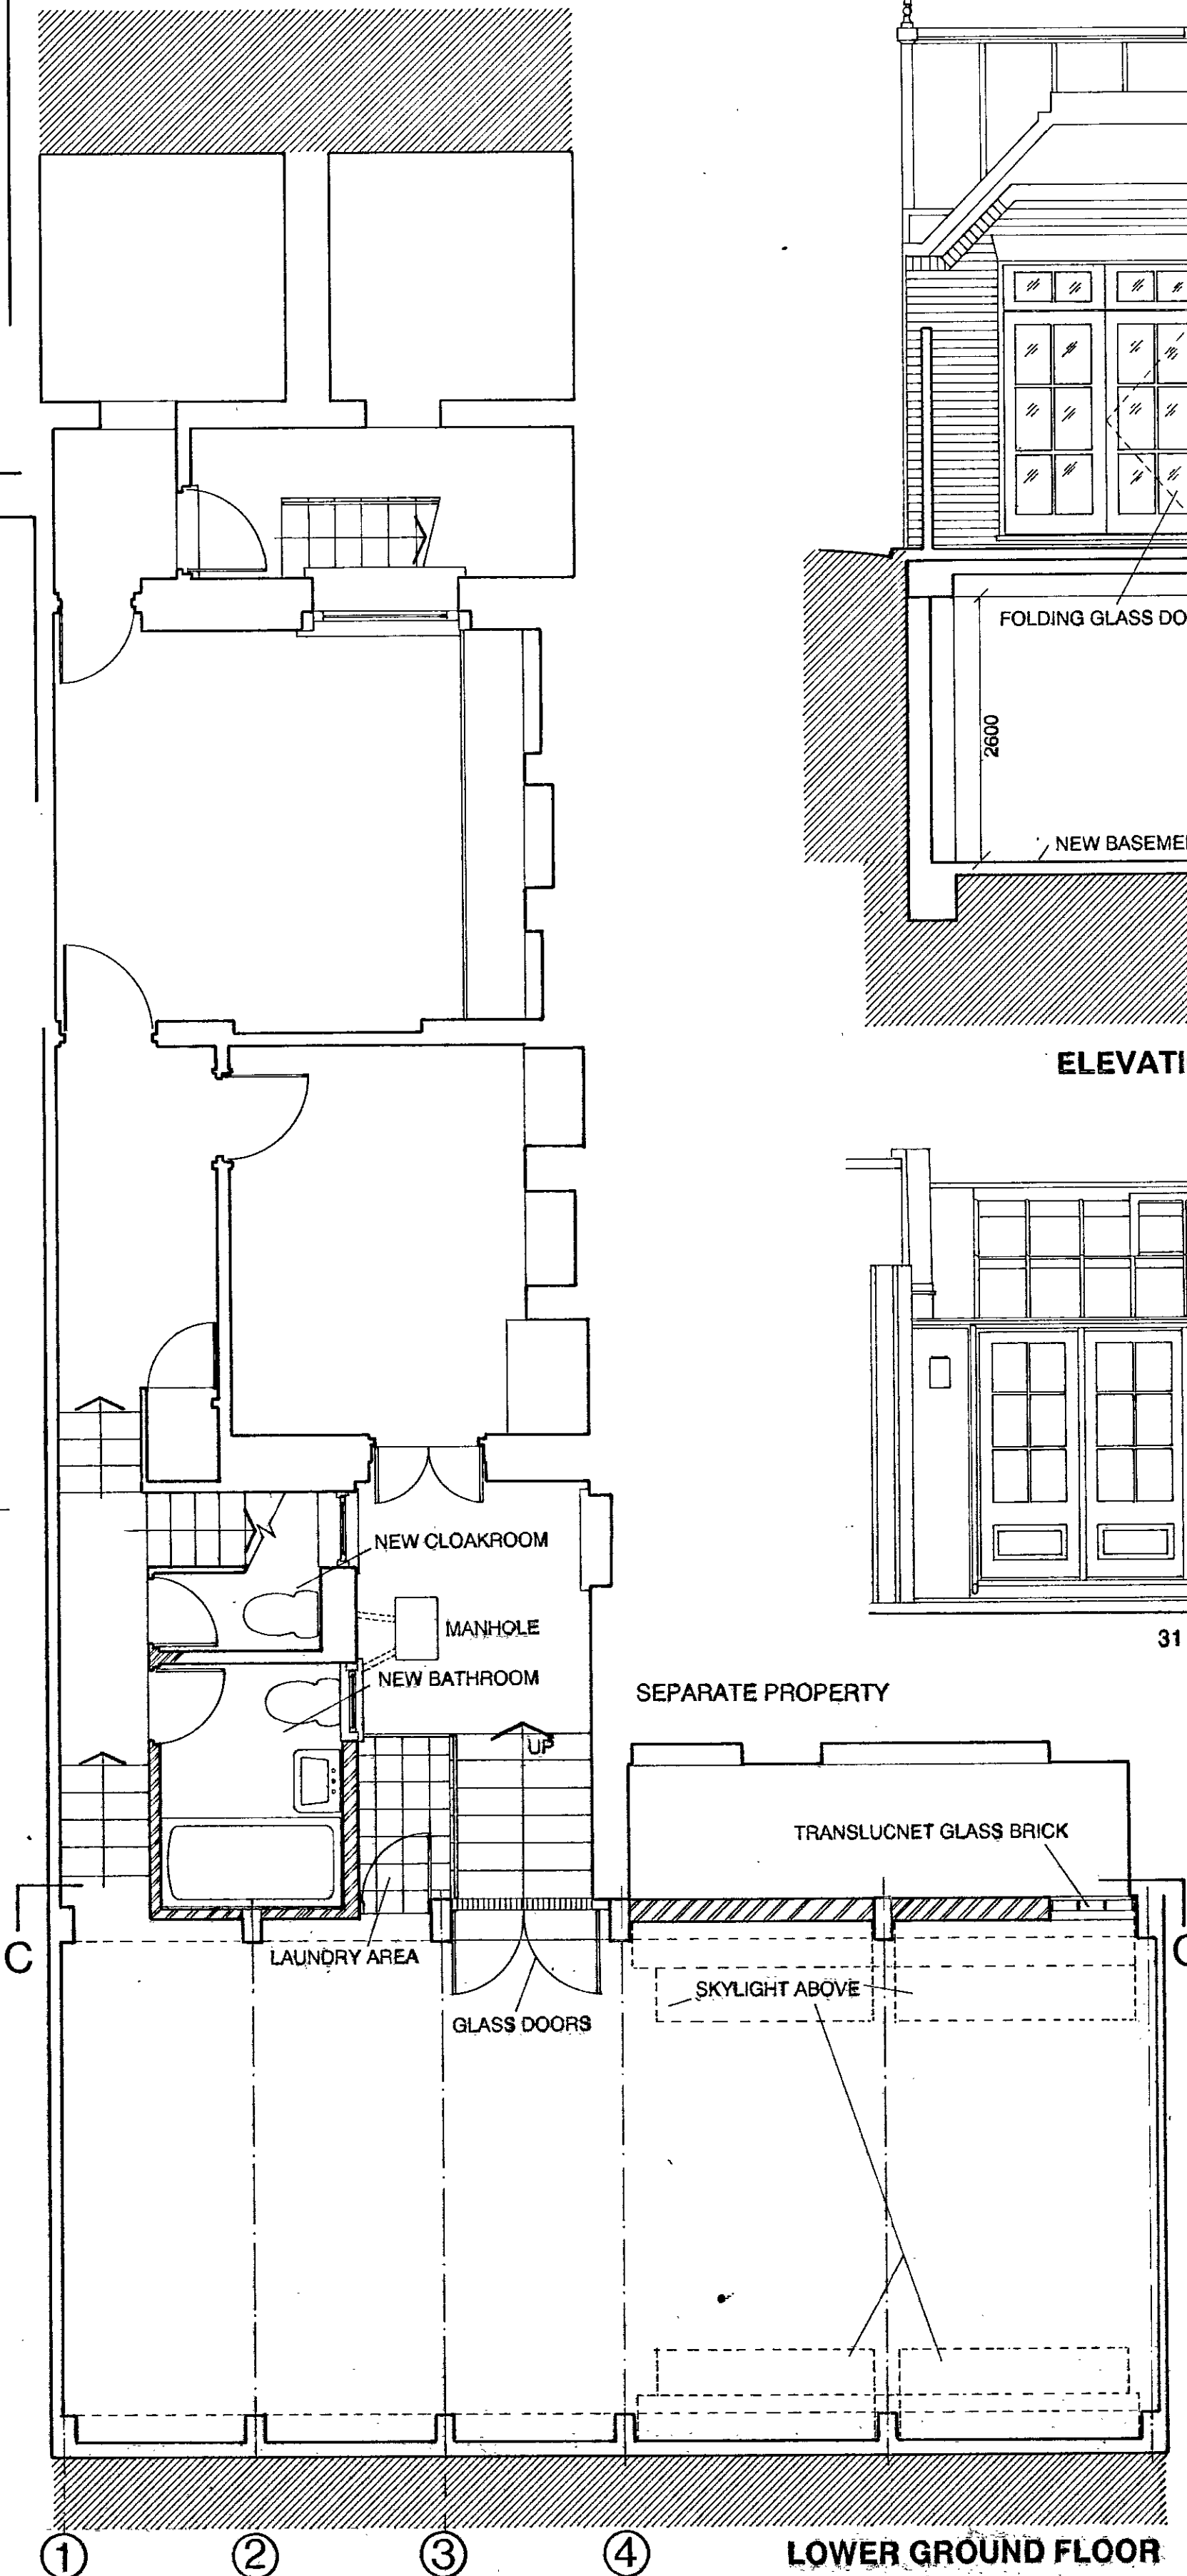 FOLDING GLASS DO
2600
NEW BASEME
ELEVATI
NEW CLOAKROOM
MANHOLE
31
NEW BATHROOM
SEPARATE PROPERTY
UP
TRANSLUCNET GLASS BRICK
C
C
LAUNDRY AREA
SKYLIGHT ABOVE
GLASS DOORS
1
2
3
4
LOWER GROUND FLOOR